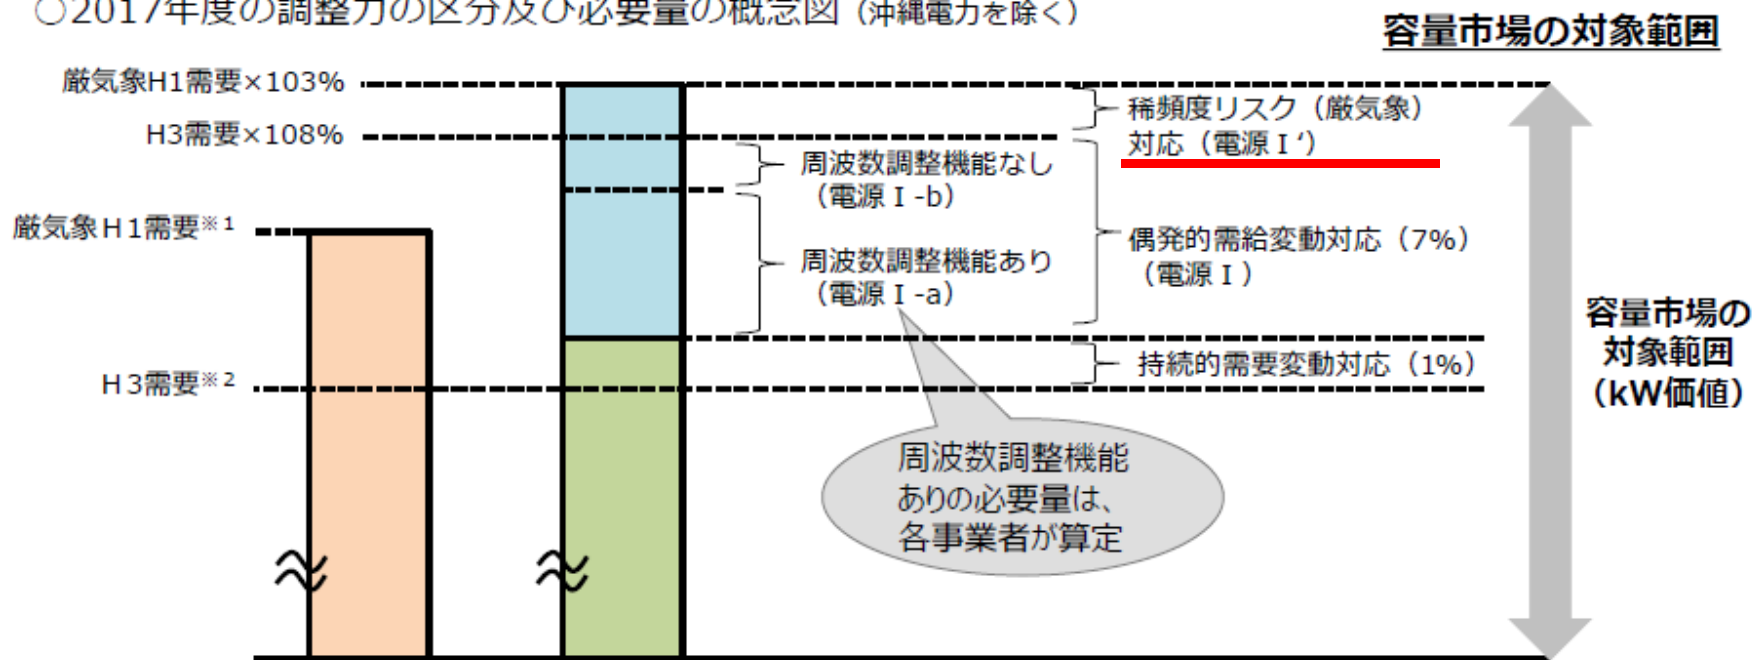 ○2017年度の調整力の区分及び必要量の概念図（沖縄電力を除く）
容量市場の対象範囲
厳気象H1需要×103%
稀頻度リスク（厳気象）
対応（電源Ⅰ‘）
H3需要×108%
周波数調整機能なし
（電源Ⅰ-b）
厳気象Ｈ1需要※1
偶発的需給変動対応（7%）
（電源Ⅰ）
周波数調整機能あり
（電源Ⅰ-a）
容量市場の
対象範囲
（kW価値）
持続的需要変動対応（1%）
Ｈ3需要※2
周波数調整機能
ありの必要量は、
各事業者が算定